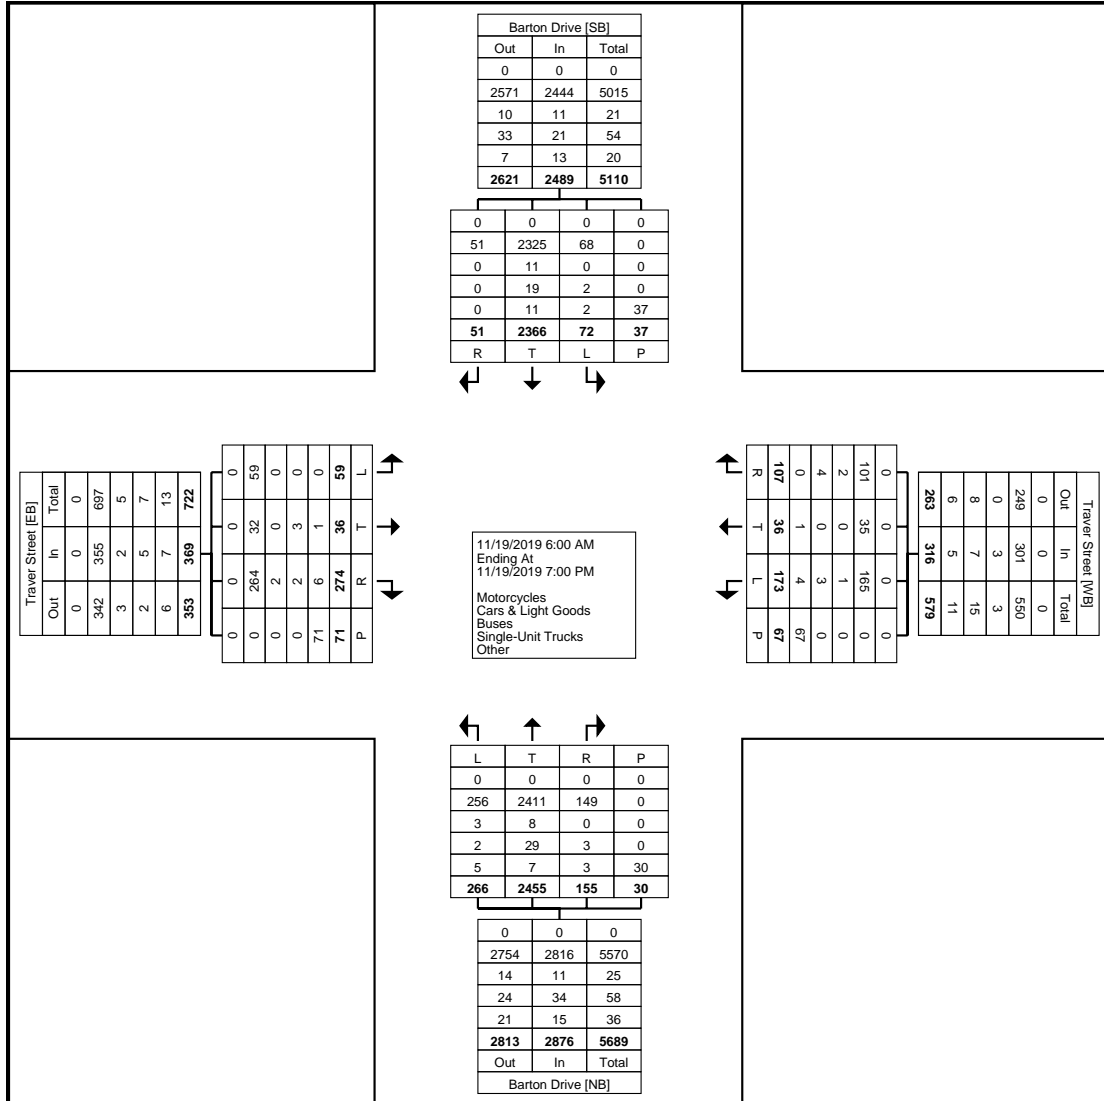 Barton Drive [SB]
Out In Total
0 0 0
2571 2444 5015
10 11 21
33 21 54
7 13 20
2621 2489 5110
0 0 0 0
51 2325 68 0
0 11 0 0
0 19 2 0
0 11 2 37
51 2366 72 37
R T L P
Traver Street [EB]
Total In Out
0 0 0
697 355 342
5 2 3
7 5 2
13 7 6
722 369 353
0 0 0 0
59 32 264 0
0 0 2 0
0 3 2 0
0 1 6 71
59 36 274 71
L T R P
11/19/2019 6:00 AM
Ending At
11/19/2019 7:00 PM
Motorcycles
Cars & Light Goods
Buses
Single-Unit Trucks
Other
R T L P
107 36 173 67
0 1 4 67
4 0 3 0
2 0 1 0
101 35 165 0
0 0 0 0
263 316 579
6 5 11
8 7 15
0 3 3
249 301 550
0 0 0
Out In Total
Traver Street [WB]
L T R P
0 0 0 0
256 2411 149 0
3 8 0 0
2 29 3 0
5 7 3 30
266 2455 155 30
0 0 0
2754 2816 5570
14 11 25
24 34 58
21 15 36
2813 2876 5689
Out In Total
Barton Drive [NB]